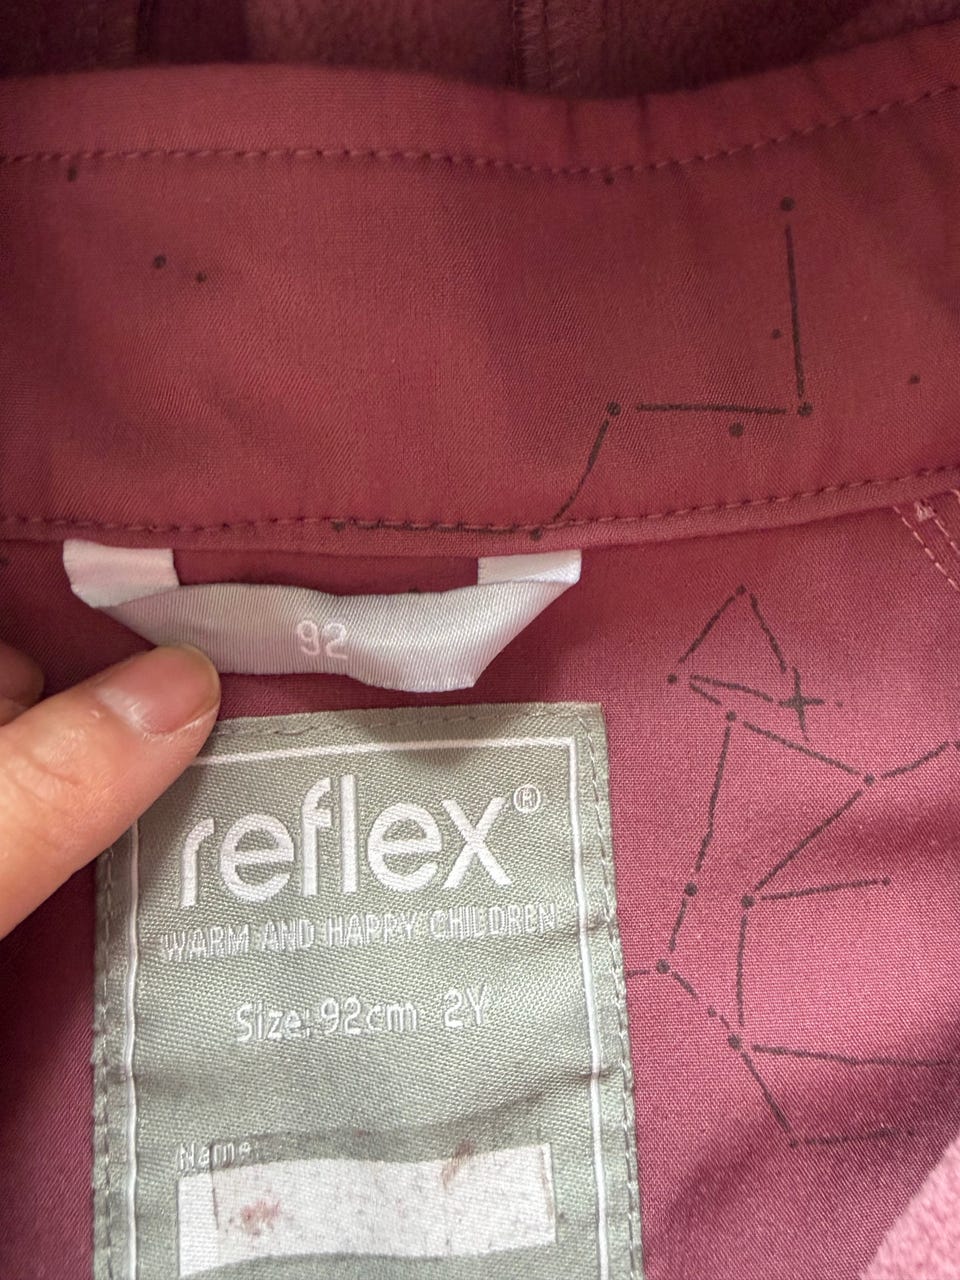 92
reflex®
WARM AND HAPPY CHILDREN
Size: 92cm 2Y
Name: